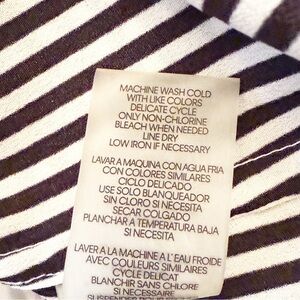 MACHINE WASH COLD
WITH LIKE COLORS
DELICATE CYCLE
ONLY NON-CHLORINE
BLEACH WHEN NEEDED
LINE DRY
LOW IRON IF NECESSARY
LAVAR A MAQUINA CON AGUA FRIA
CON COLORES SIMILARES
CICLO DELICADO
USE SOLO BLANQUEADOR
SIN CLORO SI NECESITA
SECAR COLGADO
PLANCHAR A TEMPERATURA BAJA
SI NECESITA
LAVER A LA MACHINE A L'EAU FROIDE
AVEC COULEURS SIMILAIRES
CYCLE DELICAT
BLANCHIR SANS CHLORE
SI NECESSAIRE